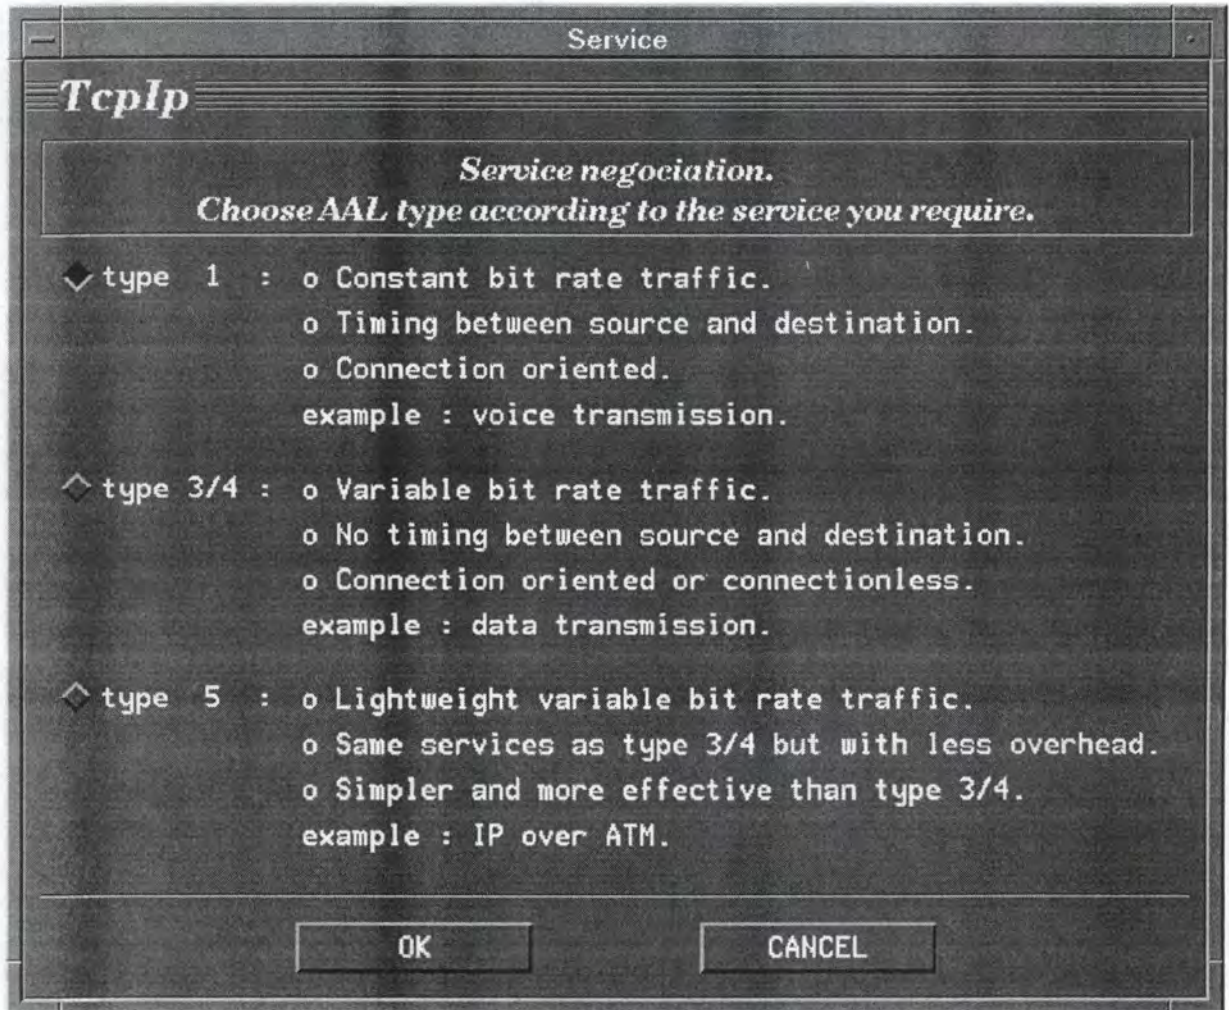 Service
TcpIp
Service negociation.
Choose AAL type according to the service you require.
type 1 : o Constant bit rate traffic.
o Timing between source and destination.
o Connection oriented.
example : voice transmission.
type 3/4 : o Variable bit rate traffic.
o No timing between source and destination.
o Connection oriented or connectionless.
example : data transmission.
type 5 : o Lightweight variable bit rate traffic.
o Same services as type 3/4 but with less overhead.
o Simpler and more effective than type 3/4.
example : IP over ATM.
OK CANCEL